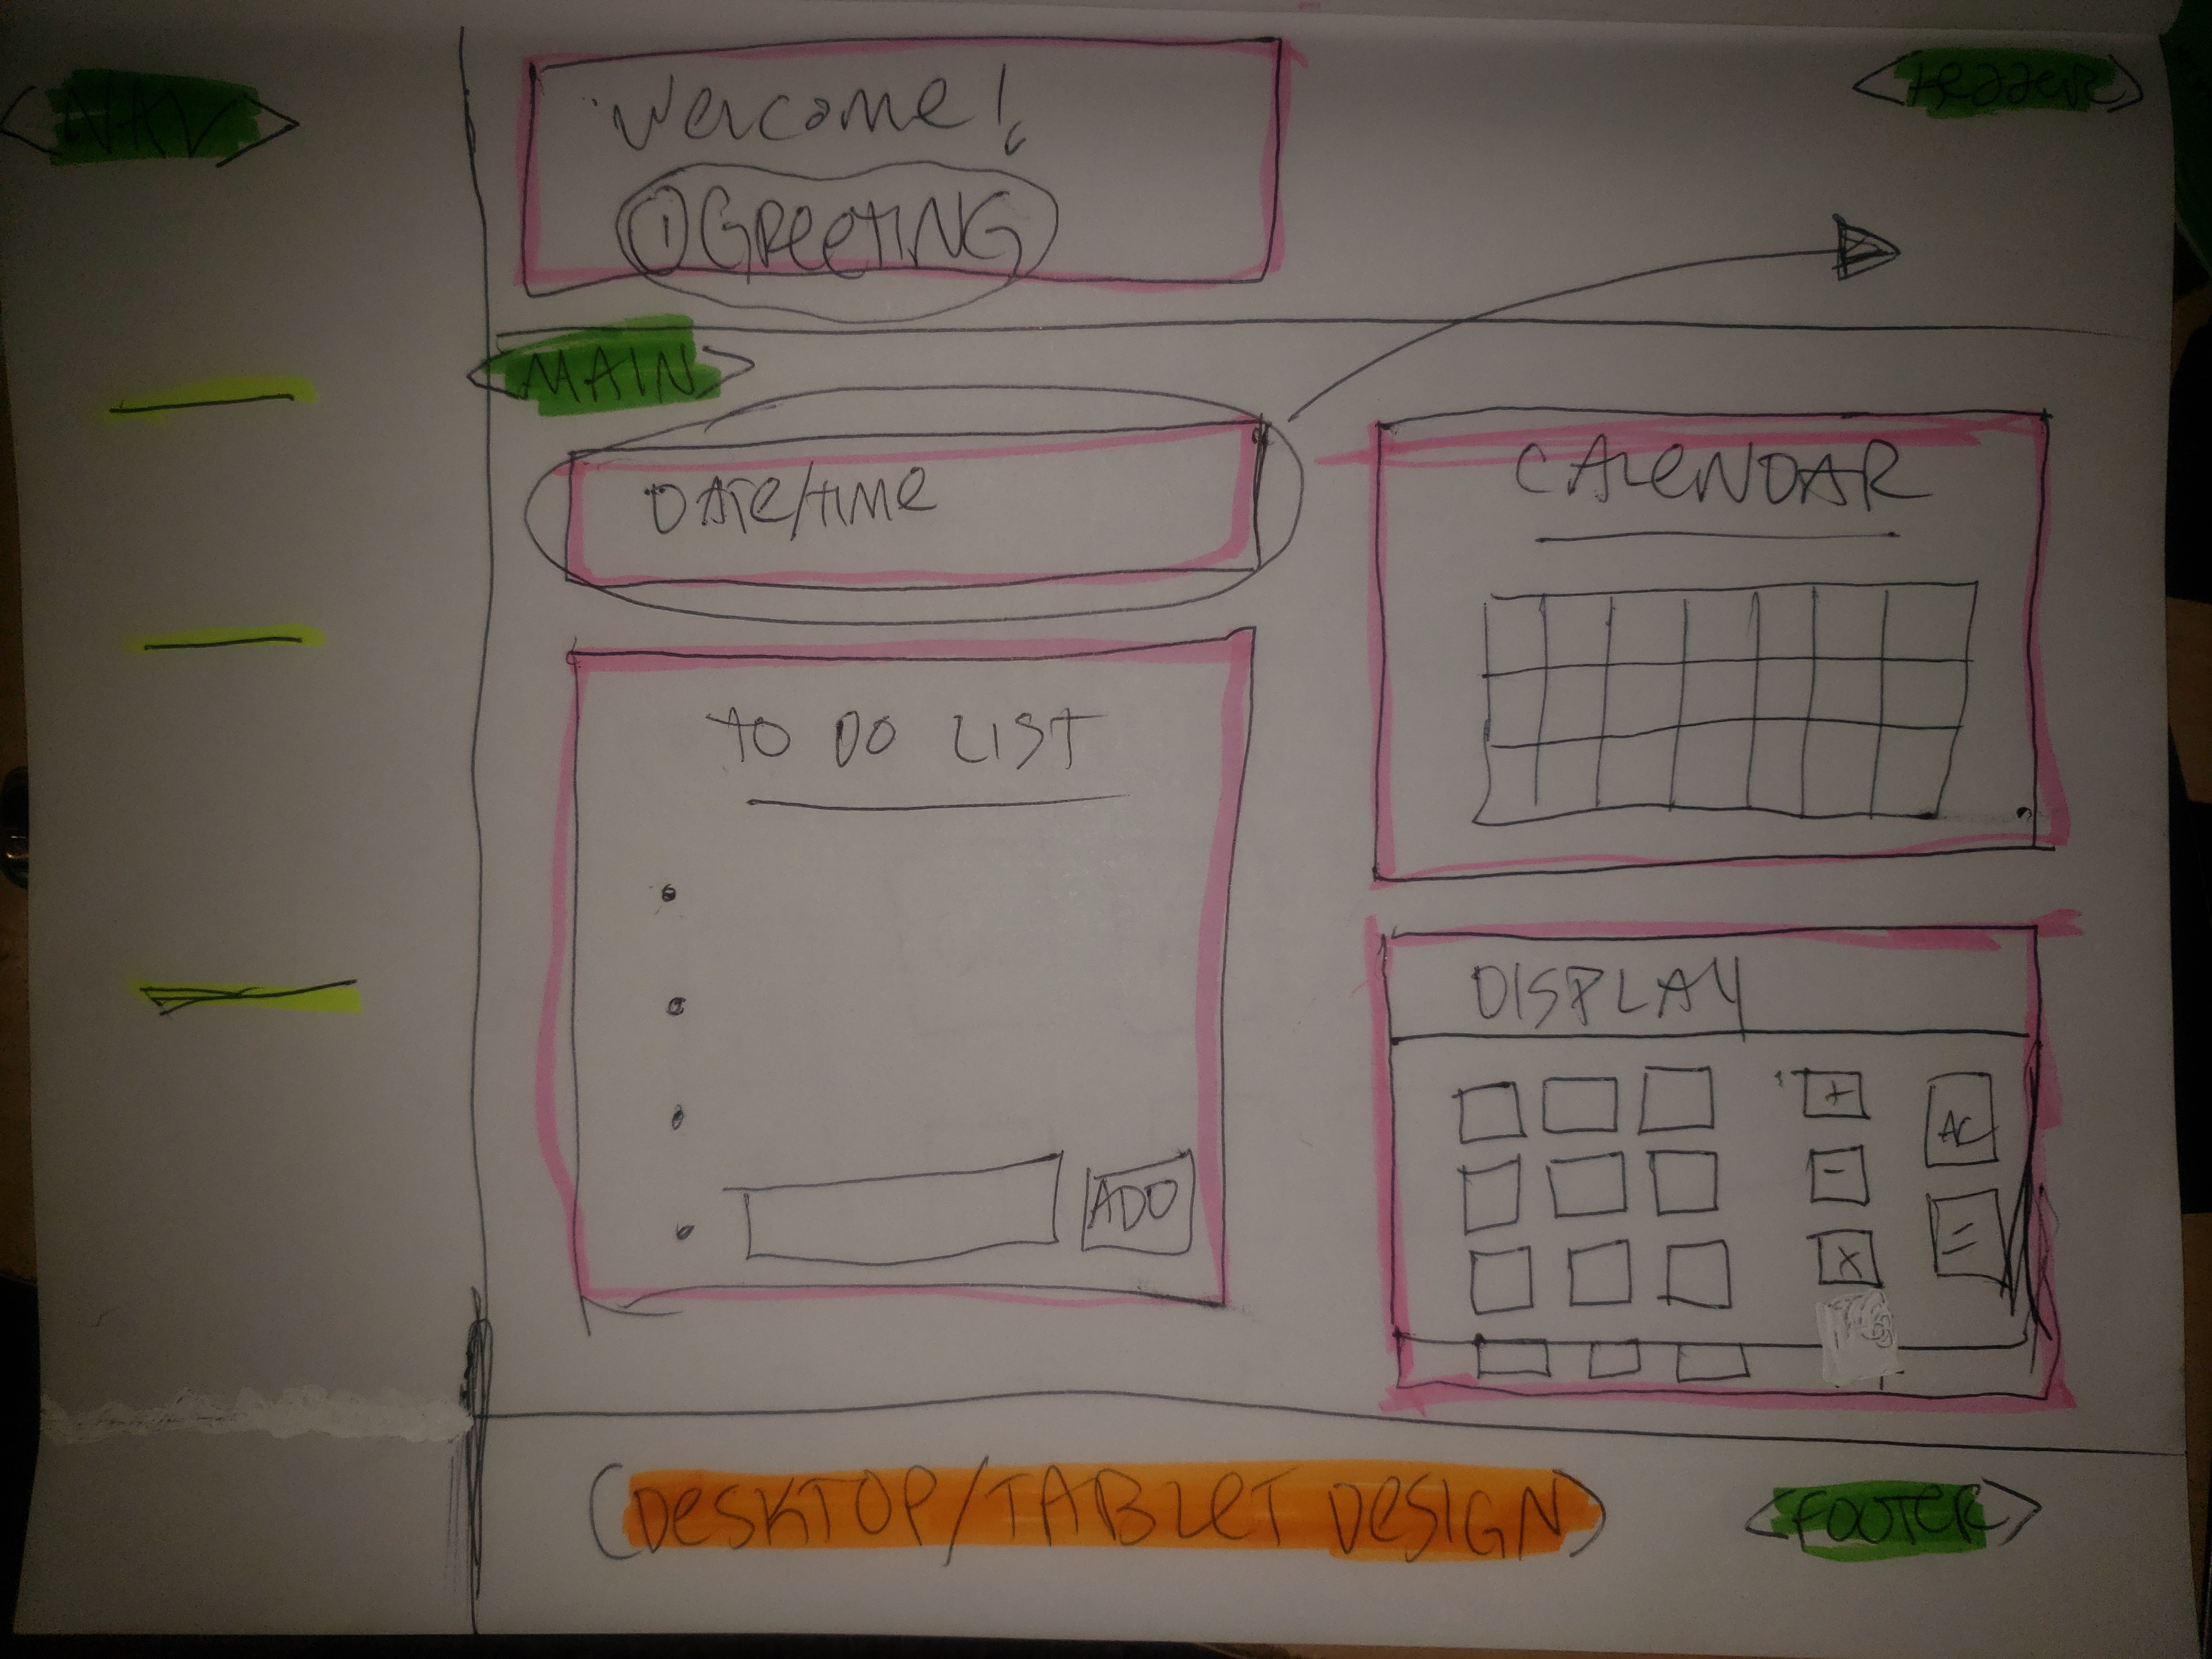 <NAV>
<Header>
Welcome!
① GREETING
<MAIN>
DATE/TIME
CALENDAR
TO DO LIST
ADD
DISPLAY
+
AC
-
=
X
(DESKTOP/TABLET DESIGN)
<FOOTER>